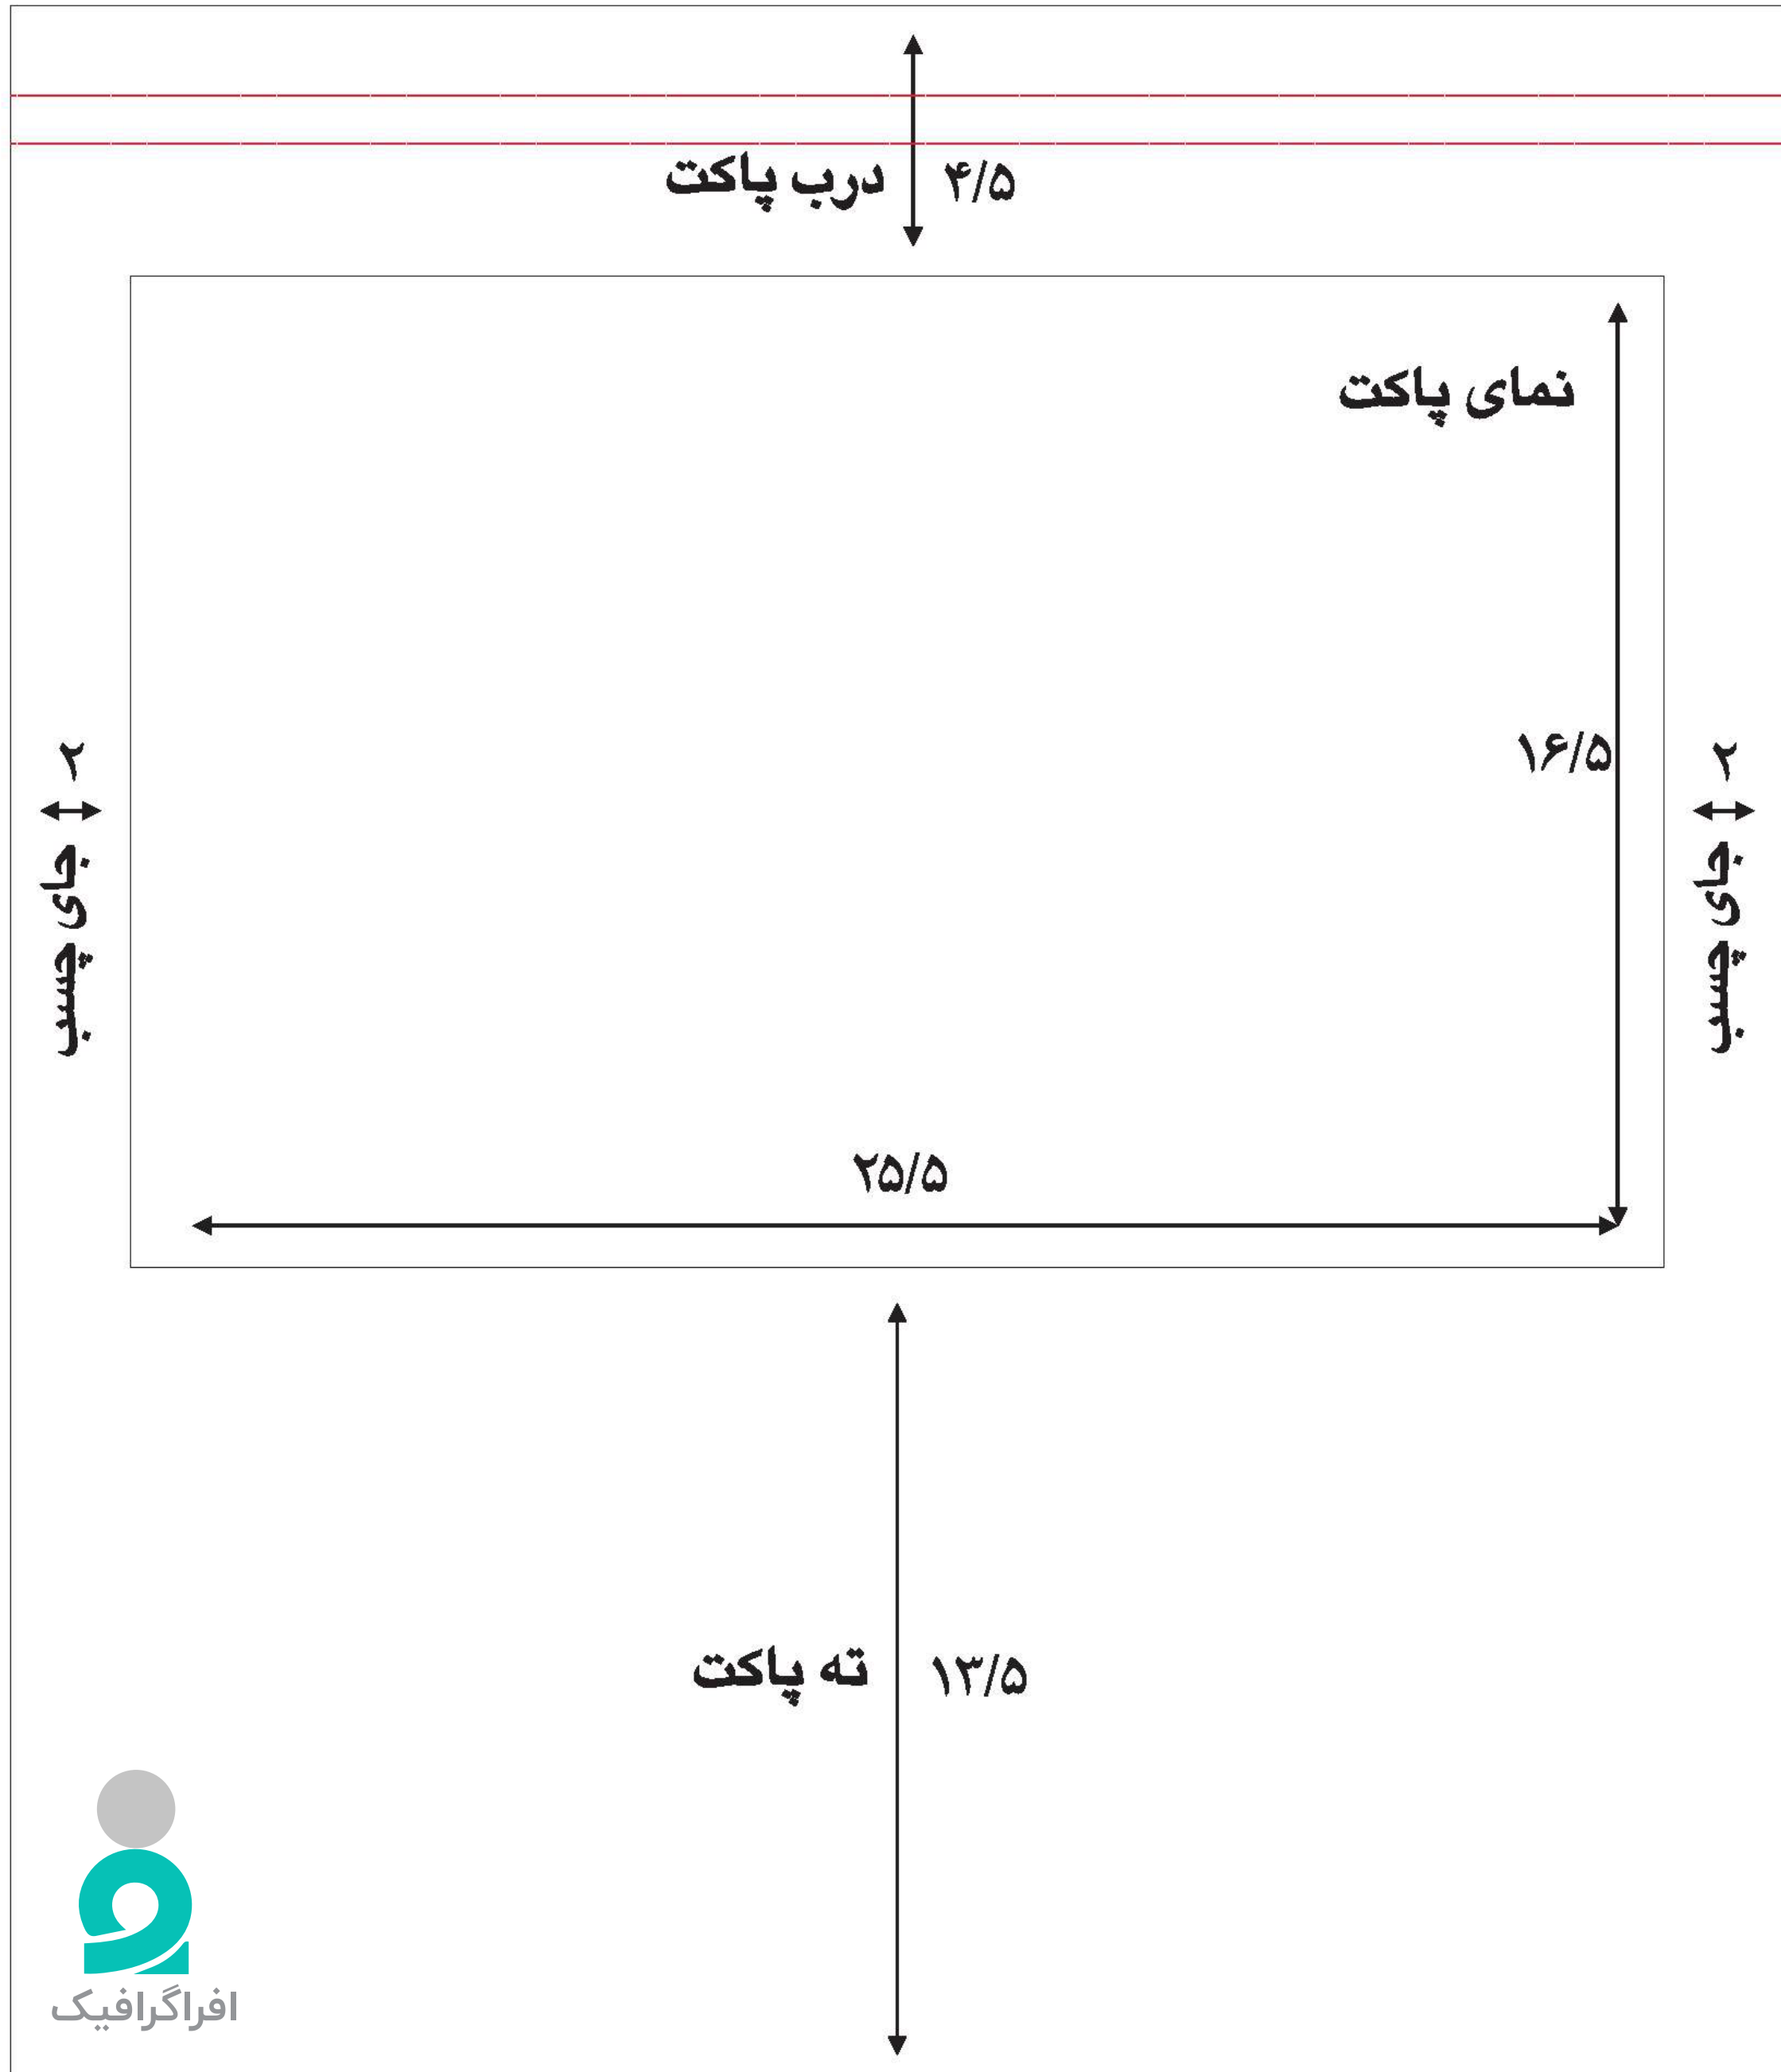 درب پاکت
۴/۵
نمای پاکت
۱۶/۵
۲
جای چسب
۲
جای چسب
۲۵/۵
ته پاکت
۱۳/۵
افراگرافیک